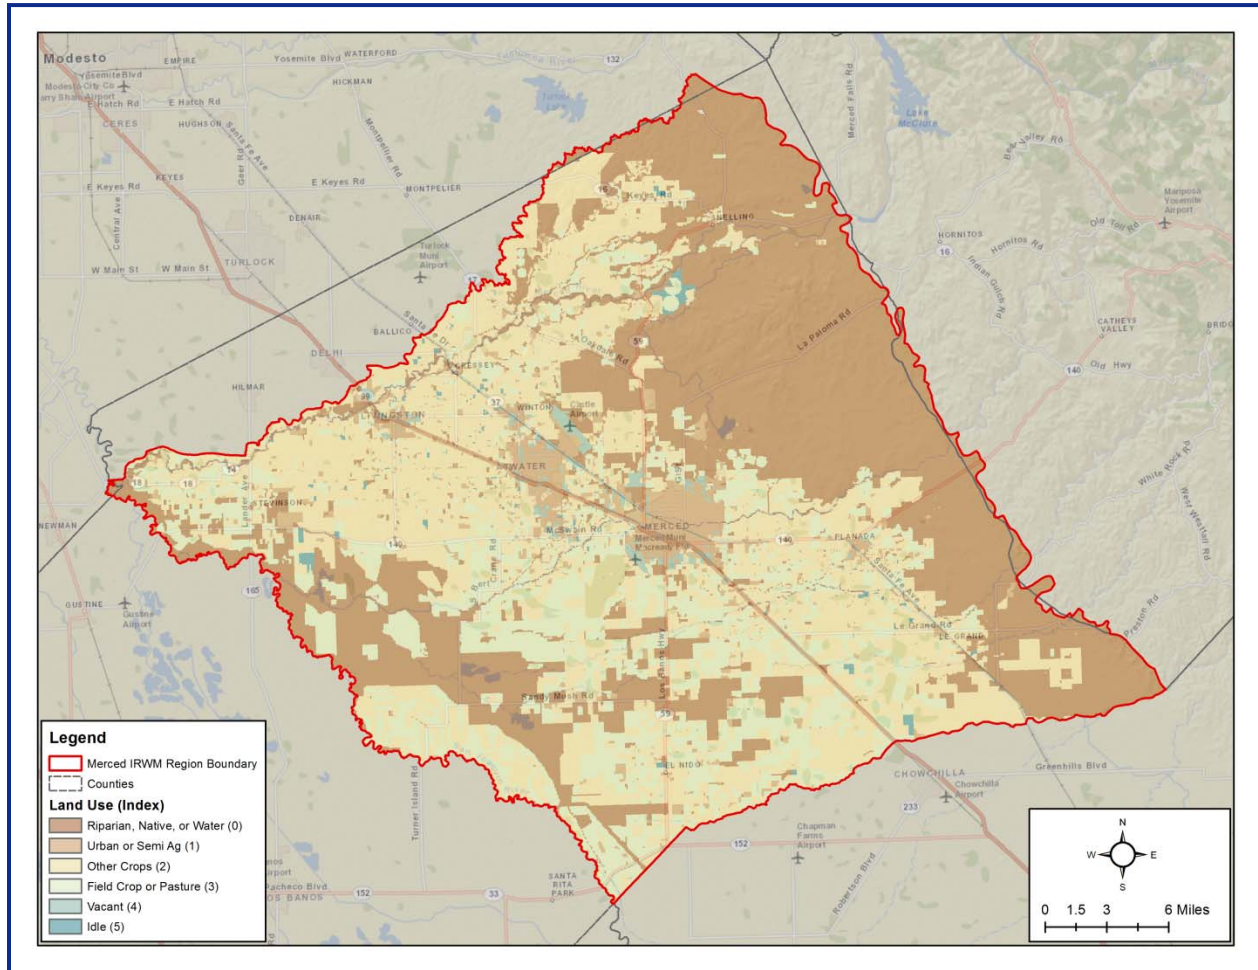 Modesto
EMPIRE
Yosemite Blvd
WATERFORD
132
Yosemite Blvd
Modesto City Co
arry Sham Airport
E Hatch Rd
E Hatch Rd
HICKMAN
CERES
HUGHSON
Santa Fe Ave
Montpelier Rd
Geer Rd
Merced Falls Rd
Lake
McClure
Bear Valley Rd
KEYES
E Keyes Rd
E Keyes Rd
MONTPELIER
Central Ave
DENAIR
Keyes Rd
SNELLING
Mariposa
Yosemite
Airport
Old Toll Rd
HORNITOS
16
Hornitos Rd
Indian Gulch Rd
W Main St
W Main St
TURLOCK
Turlock
Muni
Airport
17
BALLICO
DELHI
CRESSEY
Oakdale Rd
59
La Paloma Rd
CATHEYS
VALLEY
140
Old Hwy
HILMAR
99
LIVINGSTON
37
WINTON
Castle
Airport
ATWATER
18
14
STEVINSON
Lander Ave
NEWMAN
McSwain Rd
MERCED
Merced Muni
Macready Fld
140
140
PLANADA
Santa Fe Ave
White Rock Rd
West Westfall Rd
165
GUSTINE
Gustine
Airport
Le Grand Rd
LE GRAND
Preston Rd
Sandy Mush Rd
Los Banos Hwy
59
EL NIDO
Turner Island Rd
CHOWCHILLA
Chowchilla
Airport
Greenhills Blvd
233
Chapman
Farms
Airport
152
Robertson Blvd
SANTA
RITA
PARK
Pacheco Blvd
152
33
OS BANOS
Legend
Merced IRWM Region Boundary
Counties
Land Use (Index)
Riparian, Native, or Water (0)
Urban or Semi Ag (1)
Other Crops (2)
Field Crop or Pasture (3)
Vacant (4)
Idle (5)
N
W E
S
0 1.5 3 6 Miles